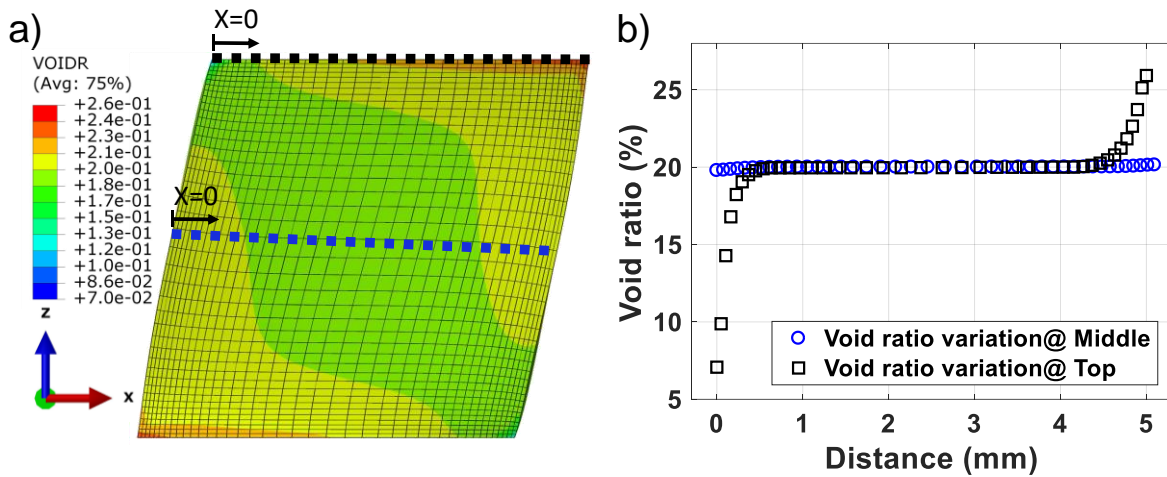 a)
X=0
VOIDR
(Avg: 75%)
+2.6e-01
+2.4e-01
+2.3e-01
+2.1e-01
+2.0e-01
+1.8e-01
+1.7e-01
+1.5e-01
+1.3e-01
+1.2e-01
+1.0e-01
+8.6e-02
+7.0e-02
X=0
z
x
b)
Void ratio (%)
25
20
15
10
5
Void ratio variation@ Middle
Void ratio variation@ Top
0 1 2 3 4 5
Distance (mm)